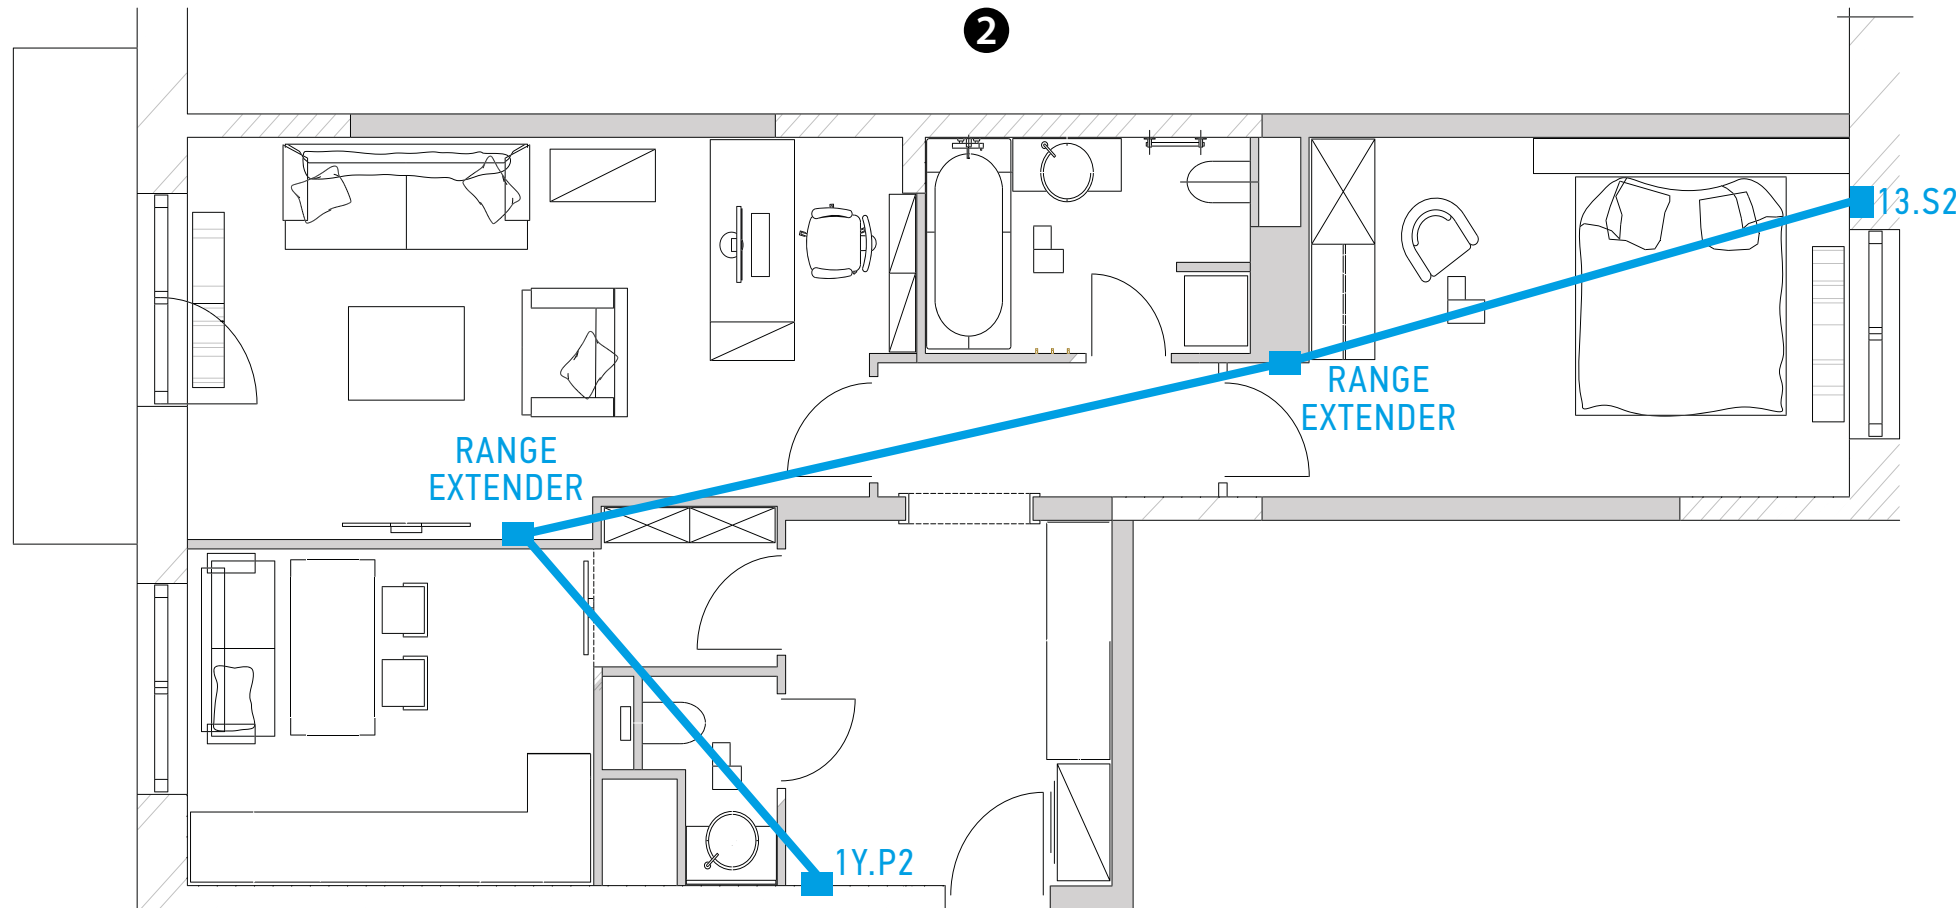 2
13.S2
RANGE
EXTENDER
RANGE
EXTENDER
1Y.P2